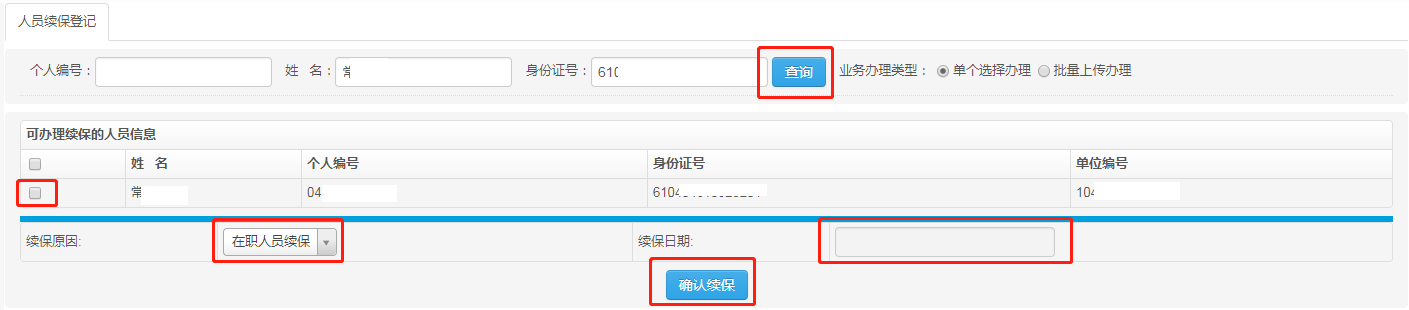 人员续保登记
个人编号： 姓 名： 常 身份证号： 610 查询 业务办理类型： 单个选择办理 批量上传办理
可办理续保的人员信息
姓 名 个人编号 身份证号 单位编号
常 04 6104 104
续保原因: 在职人员续保 续保日期:
确认续保